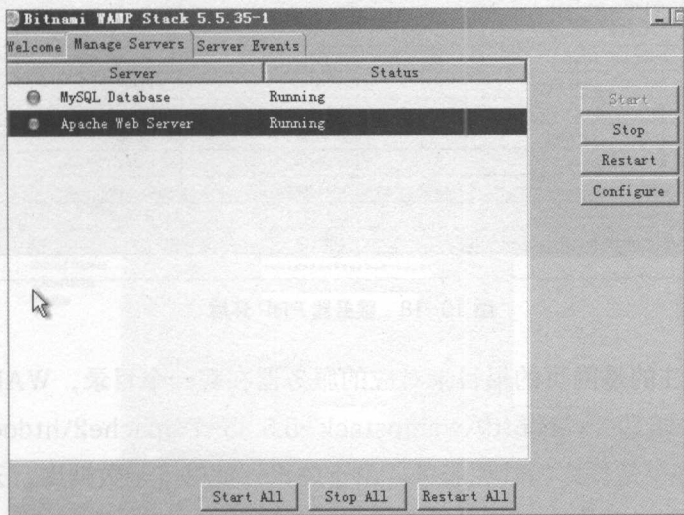 Bitnami WAMP Stack 5.5.35-1
Welcome
Manage Servers
Server Events
Server
Status
MySQL Database
Running
Apache Web Server
Running
Start
Stop
Restart
Configure
Start All
Stop All
Restart All